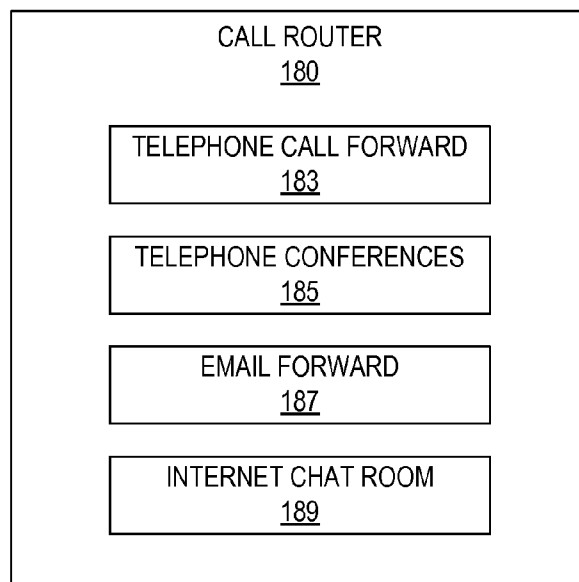 CALL ROUTER
180
TELEPHONE CALL FORWARD
183
TELEPHONE CONFERENCES
185
EMAIL FORWARD
187
INTERNET CHAT ROOM
189